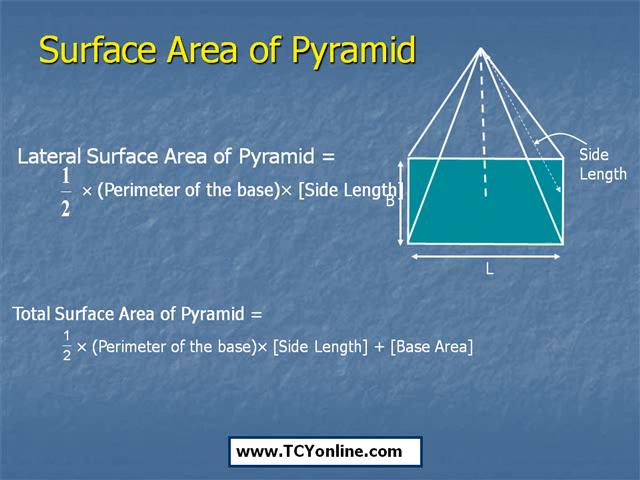 Surface Area of Pyramid
Lateral Surface Area of Pyramid =
1/2 × (Perimeter of the base)× [Side Length]
Side
Length
B
L
Total Surface Area of Pyramid =
1/2 × (Perimeter of the base)× [Side Length] + [Base Area]
www.TCYonline.com